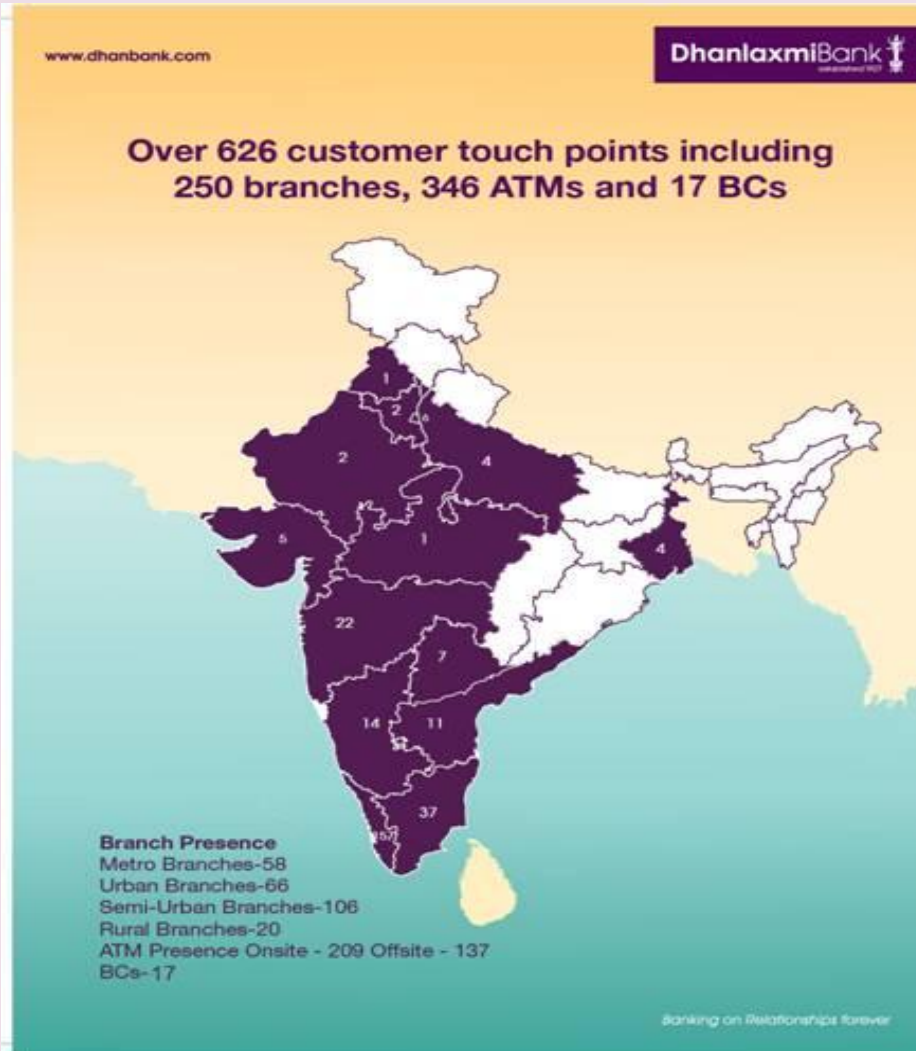 www.dhanbank.com
DhanlaxmiBank
established 1927
Over 626 customer touch points including
250 branches, 346 ATMs and 17 BCs
1
2
6
2
4
5
1
4
22
7
14
11
37
157
Branch Presence
Metro Branches-58
Urban Branches-66
Semi-Urban Branches-106
Rural Branches-20
ATM Presence Onsite - 209 Offsite - 137
BCs-17
Banking on Relationships forever